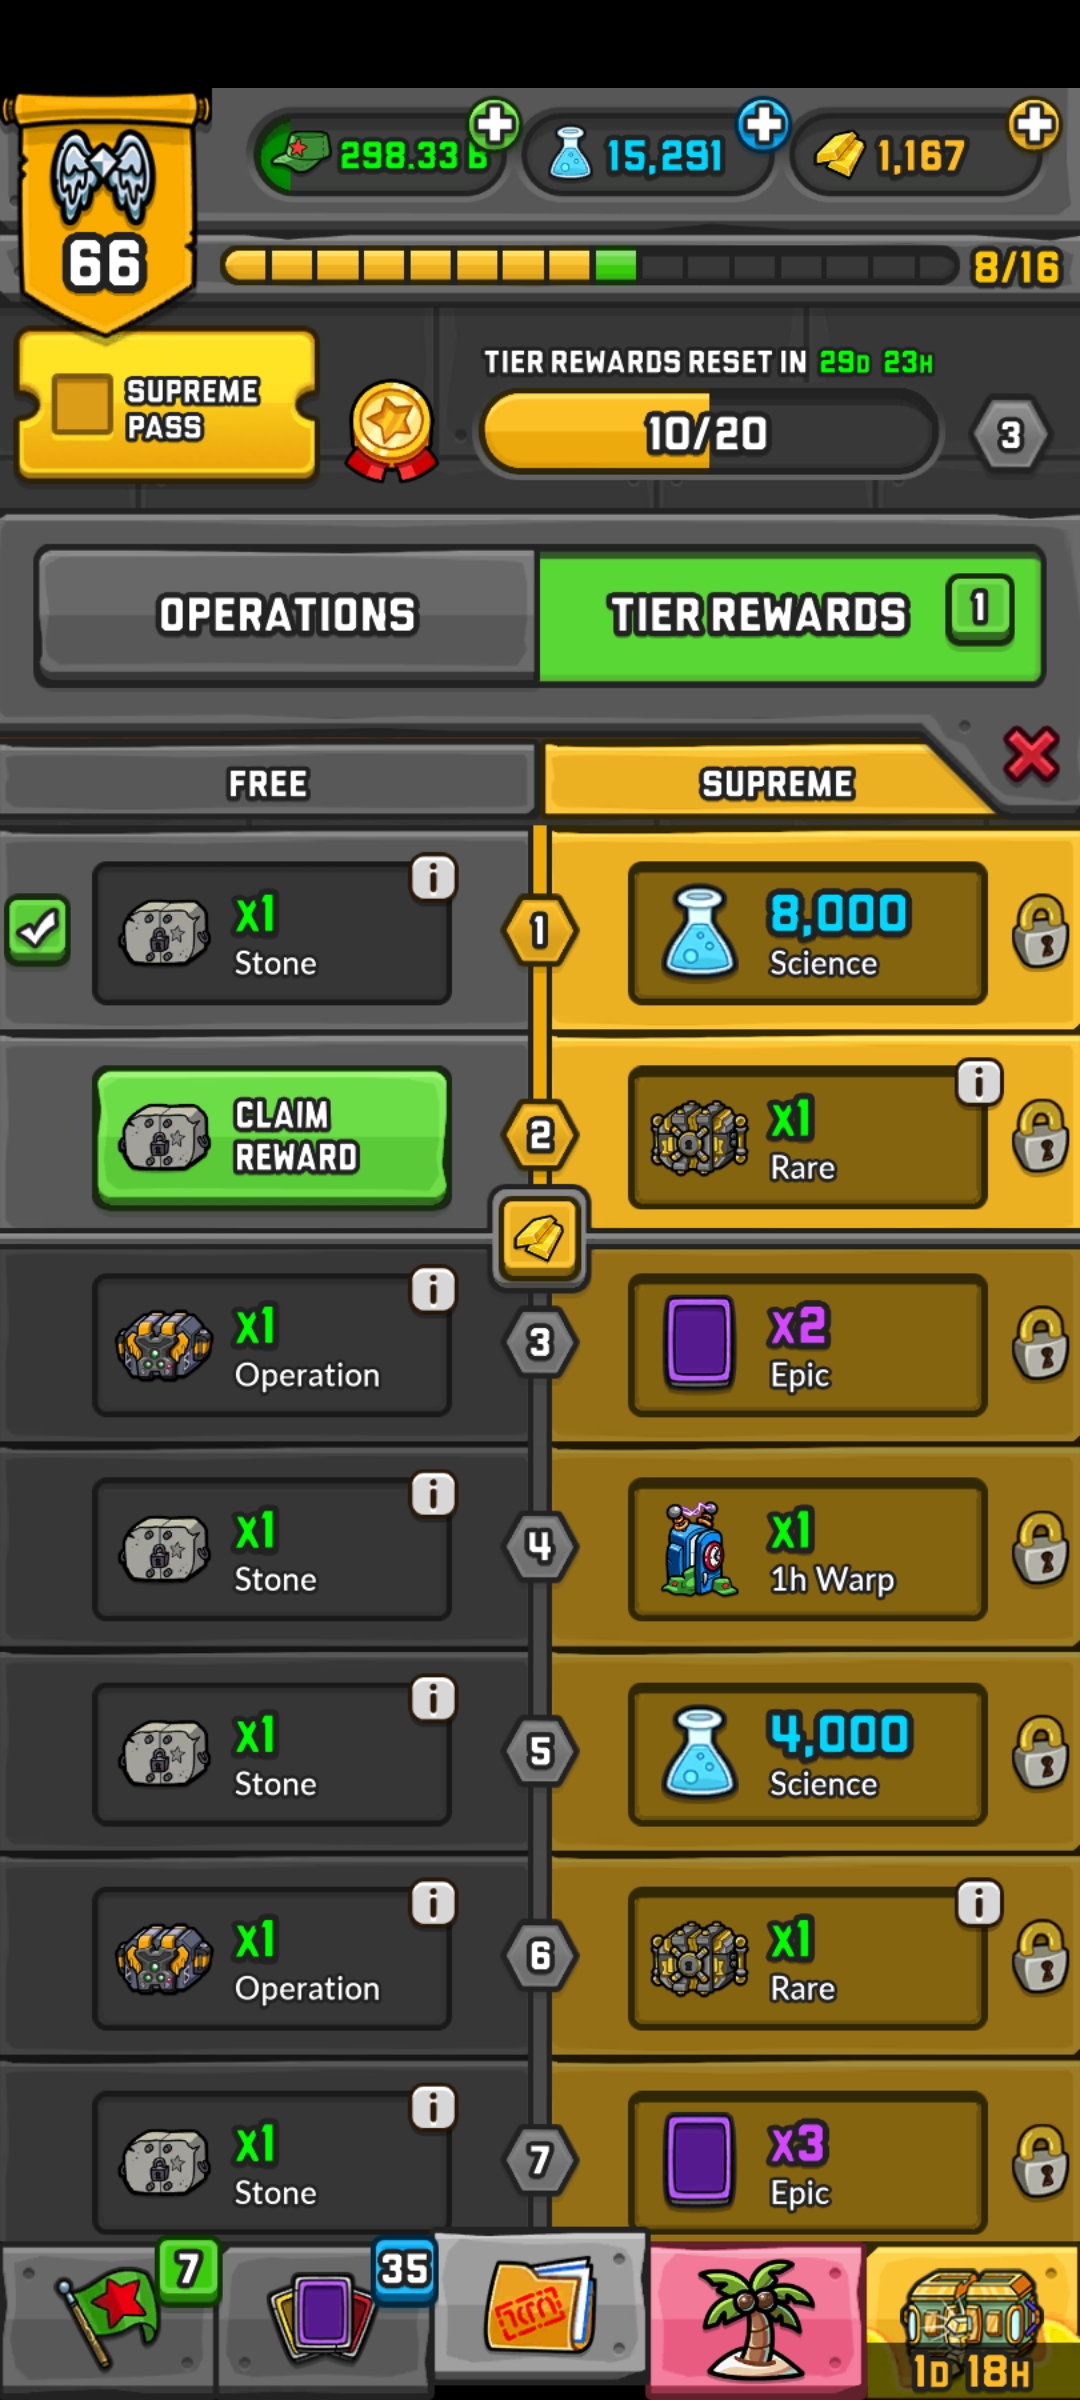 298.33 B
15,291
1,167
66
8/16
SUPREME
PASS
TIER REWARDS RESET IN 29D 23H
10/20
3
OPERATIONS
TIER REWARDS
1
FREE
SUPREME
X1
Stone
1
8,000
Science
CLAIM
REWARD
2
X1
Rare
X1
Operation
3
X2
Epic
X1
Stone
4
X1
1h Warp
X1
Stone
5
4,000
Science
X1
Operation
6
X1
Rare
X1
Stone
7
X3
Epic
7
35
1D 18H